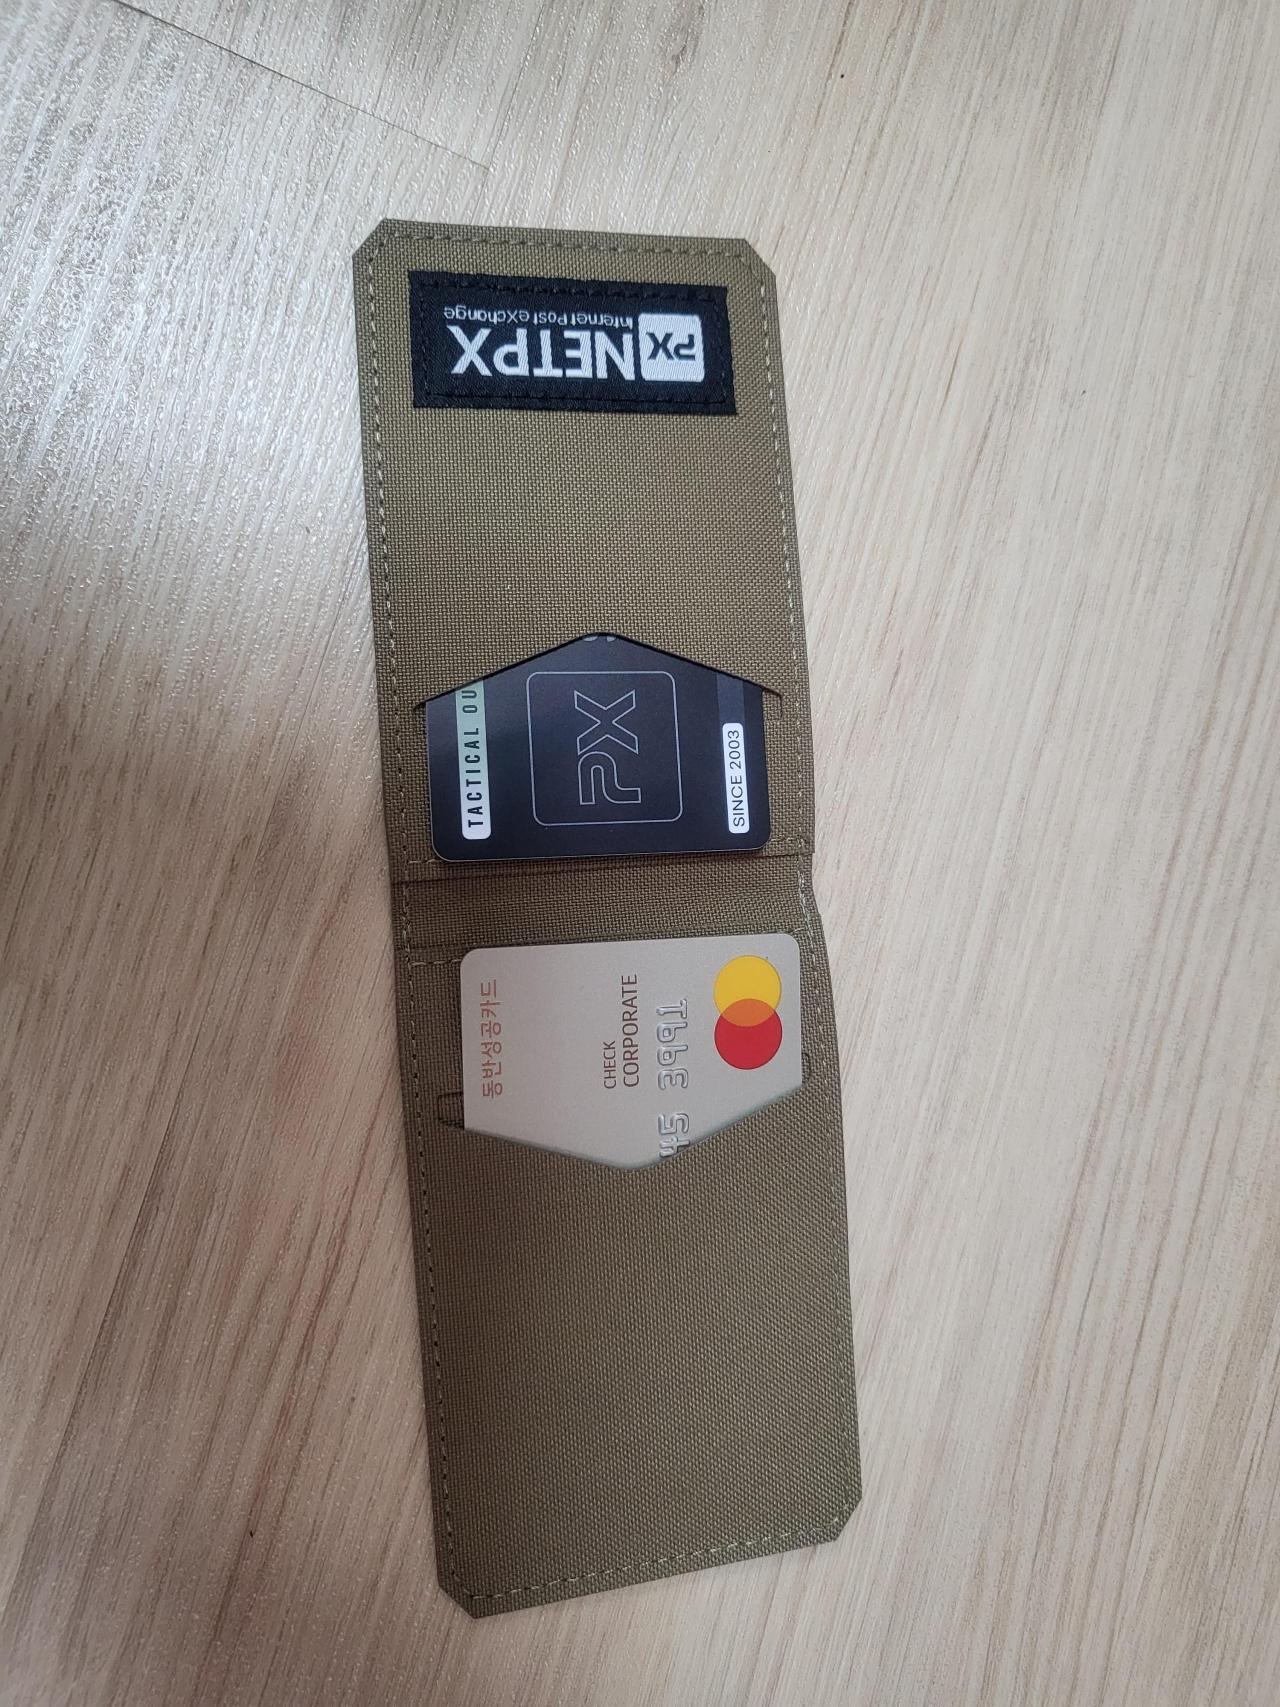 PX NETPX
Internet Post eXchange
TACTICAL OU
PX
SINCE 2003
동반성공카드
CHECK
CORPORATE
45 3991